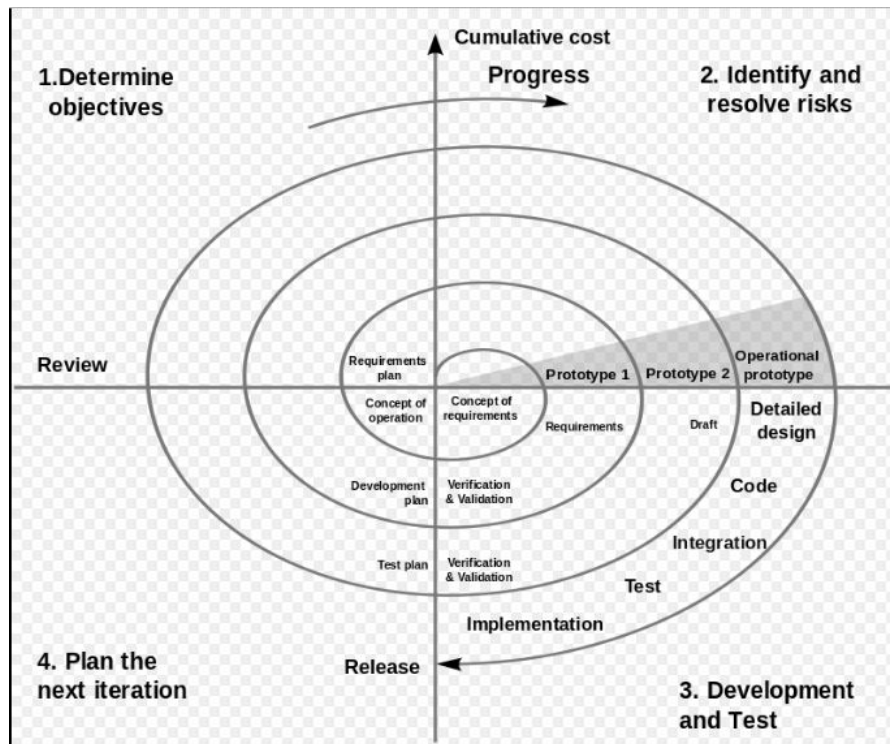 Cumulative cost
1.Determine
objectives
Progress
2. Identify and
resolve risks
Review
Requirements
plan
Prototype 1
Prototype 2
Operational
prototype
Concept of
operation
Concept of
requirements
Requirements
Draft
Detailed
design
Development
plan
Verification
& Validation
Code
Integration
Test plan
Verification
& Validation
Test
Implementation
Release
4. Plan the
next iteration
3. Development
and Test